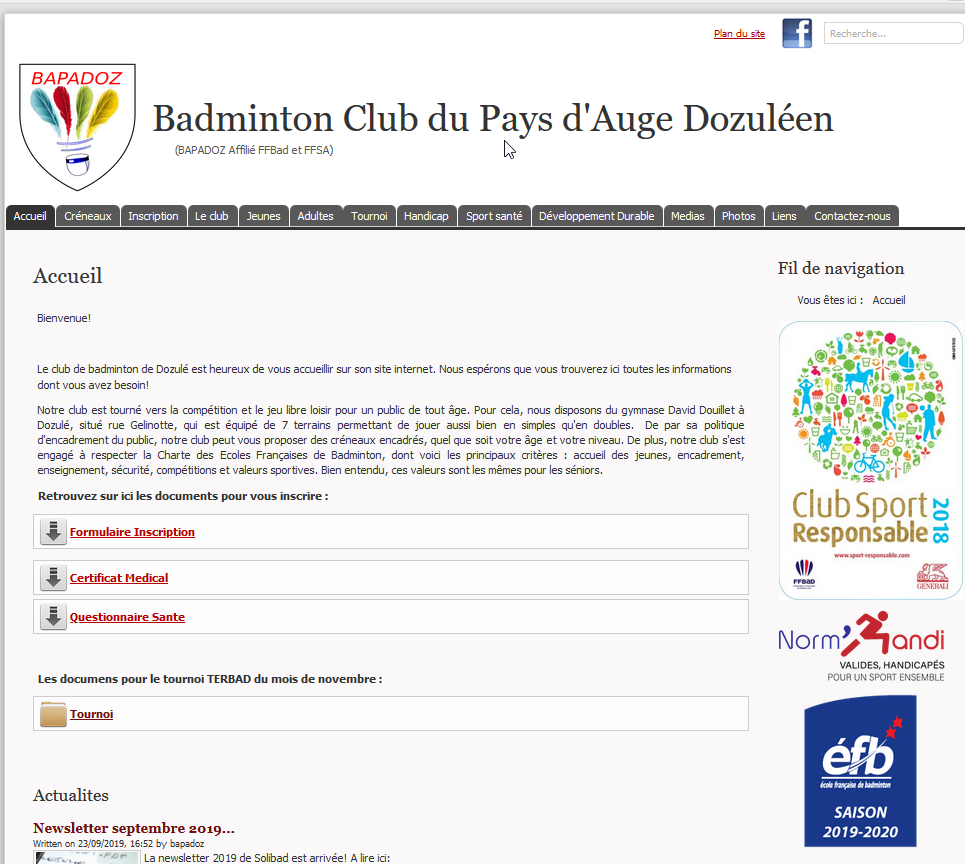 Plan du site
Recherche...
BAPADOZ
Badminton Club du Pays d'Auge Dozuléen
(BAPADOZ Affilié FFBad et FFSA)
Accueil Créneaux Inscription Le club Jeunes Adultes Tournoi Handicap Sport santé Développement Durable Medias Photos Liens Contactez-nous
Accueil
Bienvenue!
Le club de badminton de Dozulé est heureux de vous accueillir sur son site internet. Nous espérons que vous trouverez ici toutes les informations
dont vous avez besoin!
Notre club est tourné vers la compétition et le jeu libre loisir pour un public de tout âge. Pour cela, nous disposons du gymnase David Douillet à
Dozulé, situé rue Gelinotte, qui est équipé de 7 terrains permettant de jouer aussi bien en simples qu'en doubles. De par sa politique
d'encadrement du public, notre club peut vous proposer des créneaux encadrés, quel que soit votre âge et votre niveau. De plus, notre club s'est
engagé à respecter la Charte des Ecoles Françaises de Badminton, dont voici les principaux critères : accueil des jeunes, encadrement,
enseignement, sécurité, compétitions et valeurs sportives. Bien entendu, ces valeurs sont les mêmes pour les séniors.
Retrouvez sur ici les documents pour vous inscrire :
Formulaire Inscription
Certificat Medical
Questionnaire Sante
Les documens pour le tournoi TERBAD du mois de novembre :
Tournoi
Actualites
Newsletter septembre 2019...
Written on 23/09/2019, 16:52 by bapadoz
La newsletter 2019 de Solibad est arrivée! A lire ici:
Fil de navigation
Vous êtes ici : Accueil
Club Sport
Responsable
2018
www.sport-responsable.com
FFBaD
GENERALI
Norm'andi
VALIDES, HANDICAPÉS
POUR UN SPORT ENSEMBLE
éfb
école française de badminton
SAISON
2019-2020